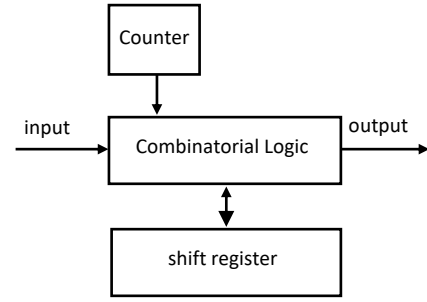 Counter
input
output
Combinatorial Logic
shift register